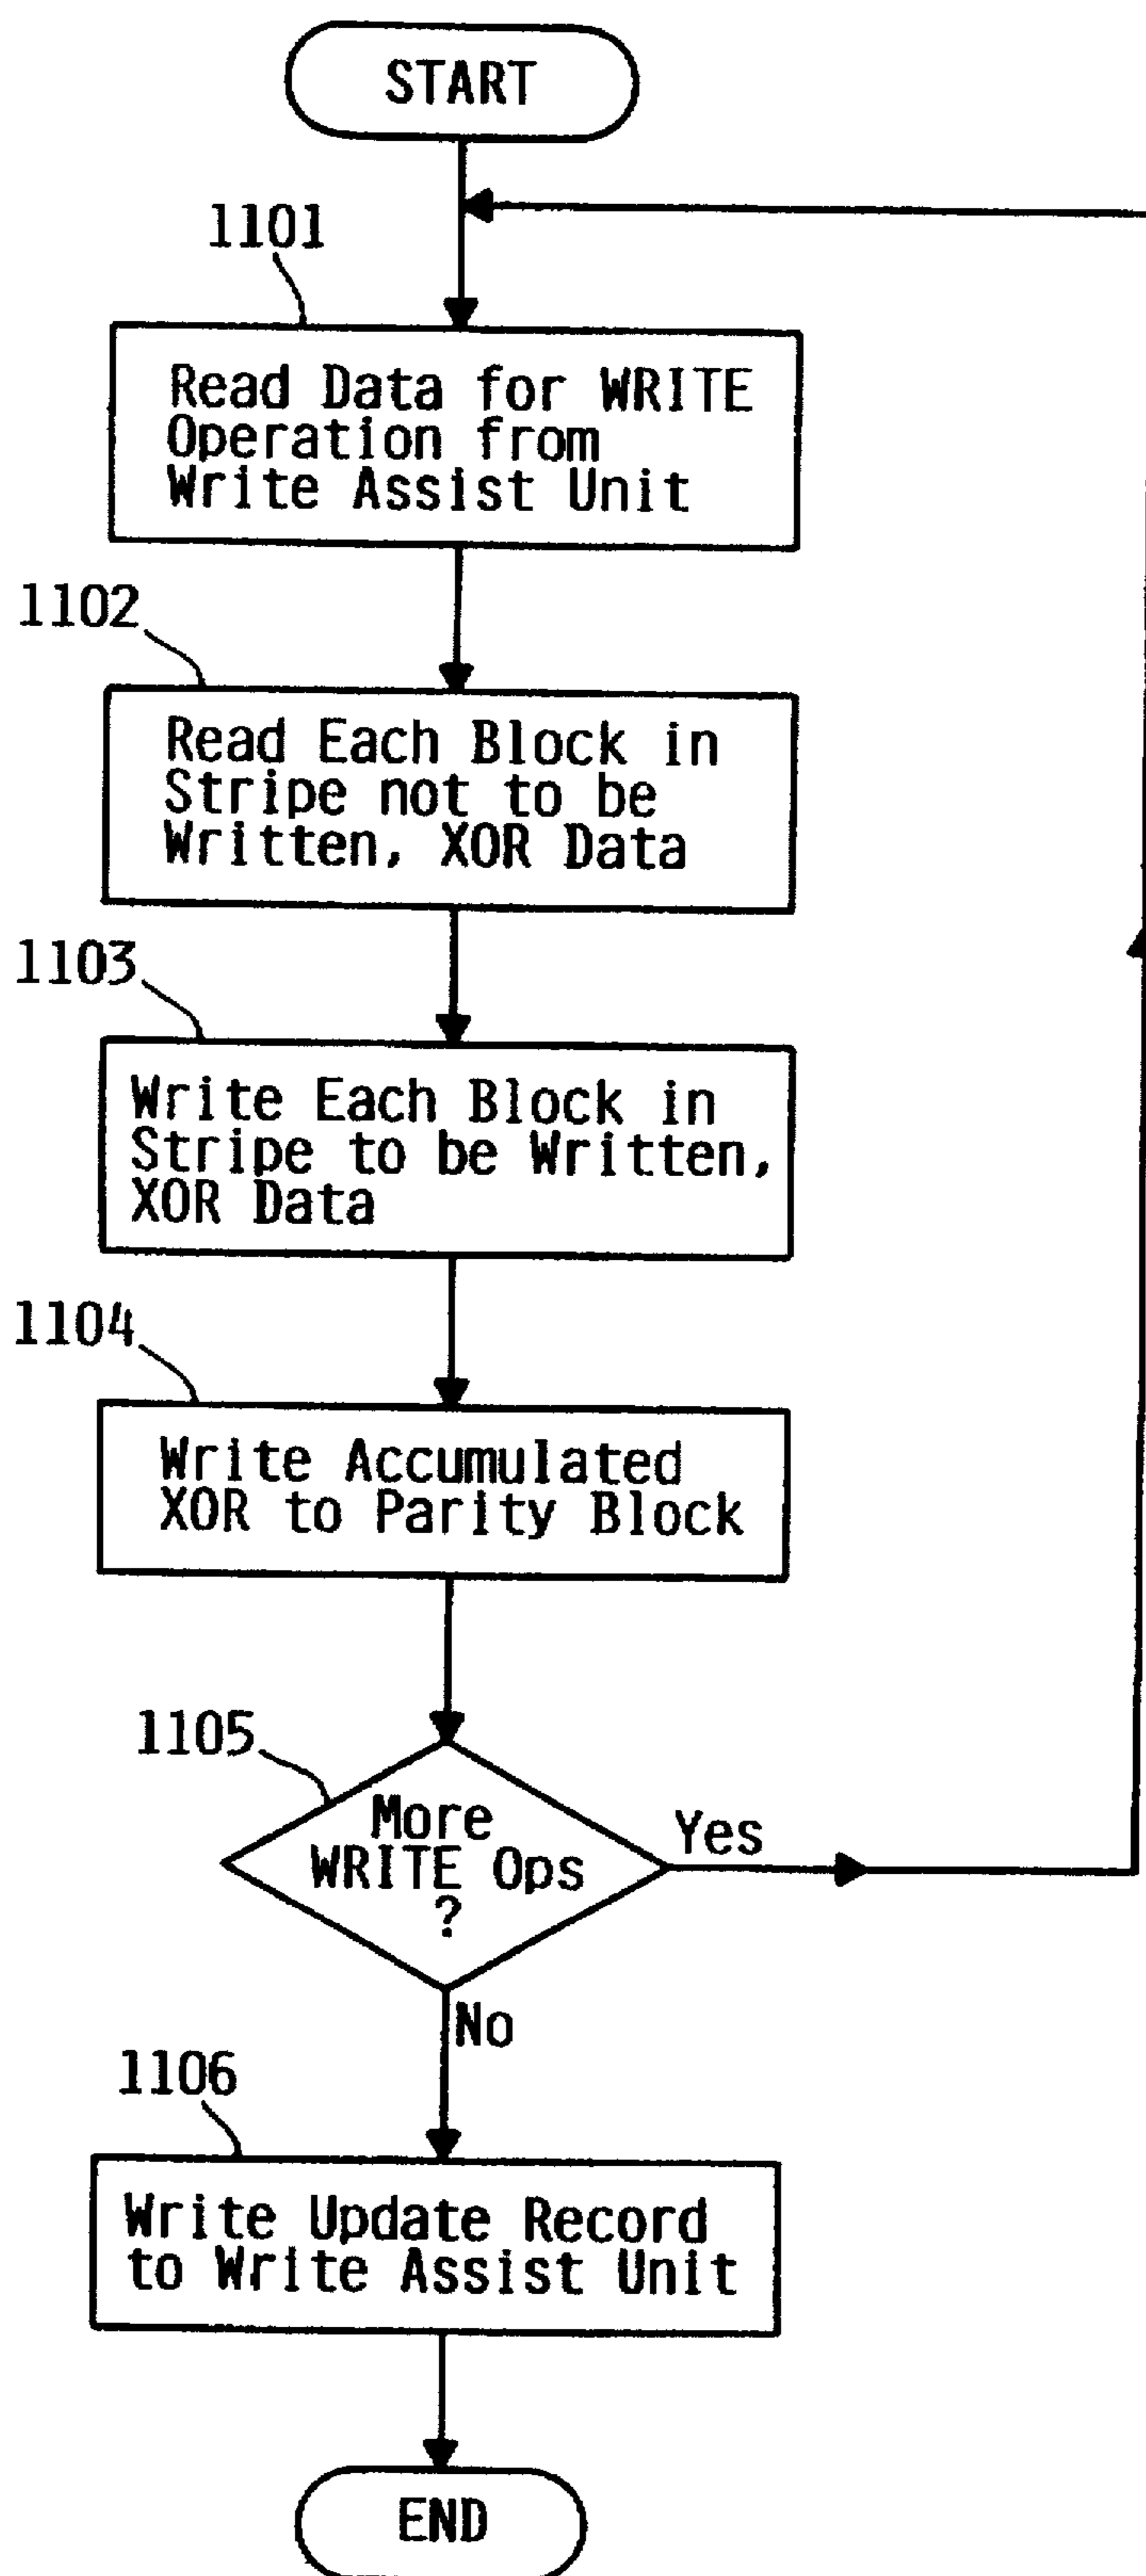 START
1101
Read Data for WRITE
Operation from
Write Assist Unit
1102
Read Each Block in
Stripe not to be
Written, XOR Data
1103
Write Each Block in
Stripe to be Written,
XOR Data
1104
Write Accumulated
XOR to Parity Block
1105
More
WRITE Ops
?
Yes
No
1106
Write Update Record
to Write Assist Unit
END